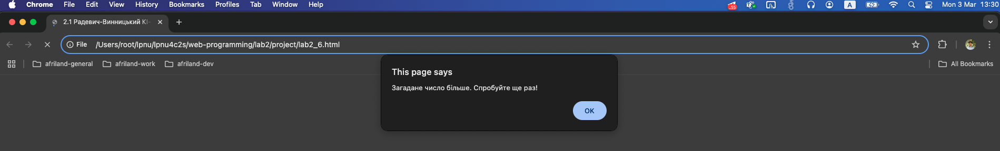 Chrome File Edit View History Bookmarks Profiles Tab Window Help .55 A Mon 3 Mar 13:30
2.1 Радевич-Винницький КІ-
File /Users/root/lpnu/lpnu4c2s/web-programming/lab2/project/lab2_6.html
afriland-general afriland-work afriland-dev All Bookmarks
This page says
Загадане число більше. Спробуйте ще раз!
OK